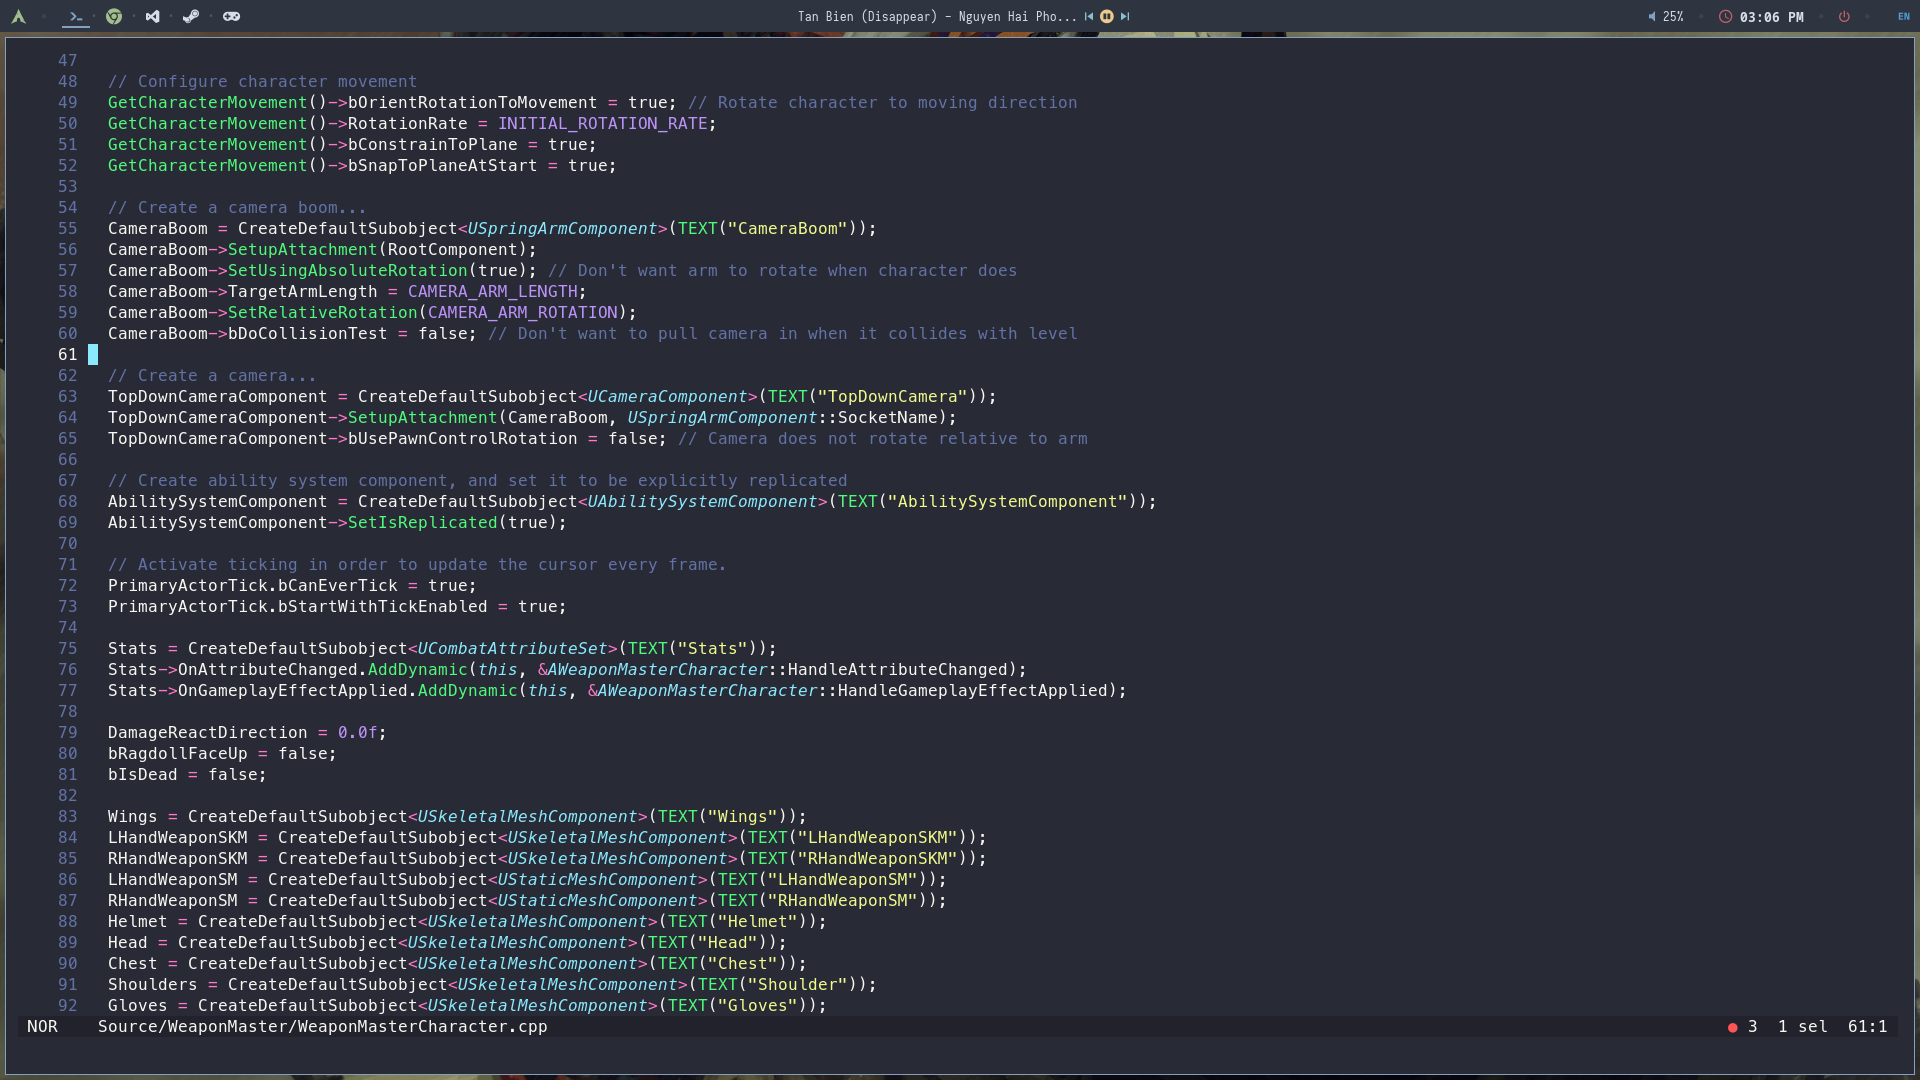 Tan Bien (Disappear) - Nguyen Hai Pho...
25%
03:06 PM
EN
47
48 // Configure character movement
49 GetCharacterMovement()->bOrientRotationToMovement = true; // Rotate character to moving direction
50 GetCharacterMovement()->RotationRate = INITIAL_ROTATION_RATE;
51 GetCharacterMovement()->bConstrainToPlane = true;
52 GetCharacterMovement()->bSnapToPlaneAtStart = true;
53
54 // Create a camera boom...
55 CameraBoom = CreateDefaultSubobject<USpringArmComponent>(TEXT("CameraBoom"));
56 CameraBoom->SetupAttachment(RootComponent);
57 CameraBoom->SetUsingAbsoluteRotation(true); // Don't want arm to rotate when character does
58 CameraBoom->TargetArmLength = CAMERA_ARM_LENGTH;
59 CameraBoom->SetRelativeRotation(CAMERA_ARM_ROTATION);
60 CameraBoom->bDoCollisionTest = false; // Don't want to pull camera in when it collides with level
61
62 // Create a camera...
63 TopDownCameraComponent = CreateDefaultSubobject<UCameraComponent>(TEXT("TopDownCamera"));
64 TopDownCameraComponent->SetupAttachment(CameraBoom, USpringArmComponent::SocketName);
65 TopDownCameraComponent->bUsePawnControlRotation = false; // Camera does not rotate relative to arm
66
67 // Create ability system component, and set it to be explicitly replicated
68 AbilitySystemComponent = CreateDefaultSubobject<UAbilitySystemComponent>(TEXT("AbilitySystemComponent"));
69 AbilitySystemComponent->SetIsReplicated(true);
70
71 // Activate ticking in order to update the cursor every frame.
72 PrimaryActorTick.bCanEverTick = true;
73 PrimaryActorTick.bStartWithTickEnabled = true;
74
75 Stats = CreateDefaultSubobject<UCombatAttributeSet>(TEXT("Stats"));
76 Stats->OnAttributeChanged.AddDynamic(this, &AWeaponMasterCharacter::HandleAttributeChanged);
77 Stats->OnGameplayEffectApplied.AddDynamic(this, &AWeaponMasterCharacter::HandleGameplayEffectApplied);
78
79 DamageReactDirection = 0.0f;
80 bRagdollFaceUp = false;
81 bIsDead = false;
82
83 Wings = CreateDefaultSubobject<USkeletalMeshComponent>(TEXT("Wings"));
84 LHandWeaponSKM = CreateDefaultSubobject<USkeletalMeshComponent>(TEXT("LHandWeaponSKM"));
85 RHandWeaponSKM = CreateDefaultSubobject<USkeletalMeshComponent>(TEXT("RHandWeaponSKM"));
86 LHandWeaponSM = CreateDefaultSubobject<UStaticMeshComponent>(TEXT("LHandWeaponSM"));
87 RHandWeaponSM = CreateDefaultSubobject<UStaticMeshComponent>(TEXT("RHandWeaponSM"));
88 Helmet = CreateDefaultSubobject<USkeletalMeshComponent>(TEXT("Helmet"));
89 Head = CreateDefaultSubobject<USkeletalMeshComponent>(TEXT("Head"));
90 Chest = CreateDefaultSubobject<USkeletalMeshComponent>(TEXT("Chest"));
91 Shoulders = CreateDefaultSubobject<USkeletalMeshComponent>(TEXT("Shoulder"));
92 Gloves = CreateDefaultSubobject<USkeletalMeshComponent>(TEXT("Gloves"));
NOR Source/WeaponMaster/WeaponMasterCharacter.cpp ● 3 1 sel 61:1